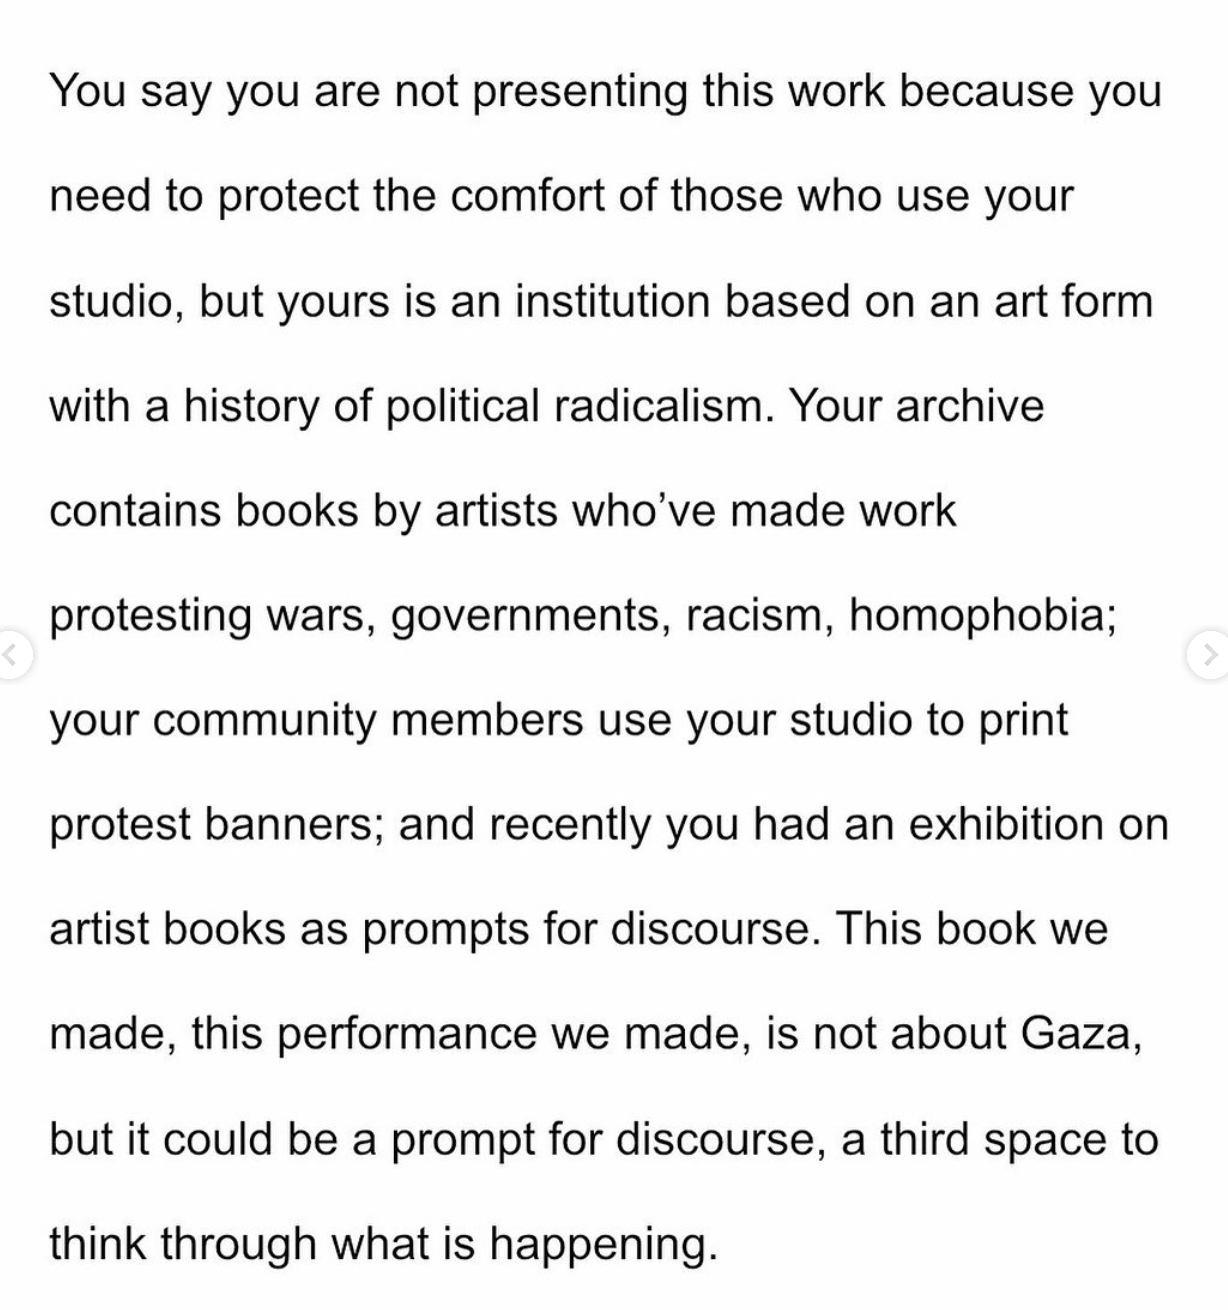 You say you are not presenting this work because you
need to protect the comfort of those who use your
studio, but yours is an institution based on an art form
with a history of political radicalism. Your archive
contains books by artists who’ve made work
protesting wars, governments, racism, homophobia;
your community members use your studio to print
protest banners; and recently you had an exhibition on
artist books as prompts for discourse. This book we
made, this performance we made, is not about Gaza,
but it could be a prompt for discourse, a third space to
think through what is happening.